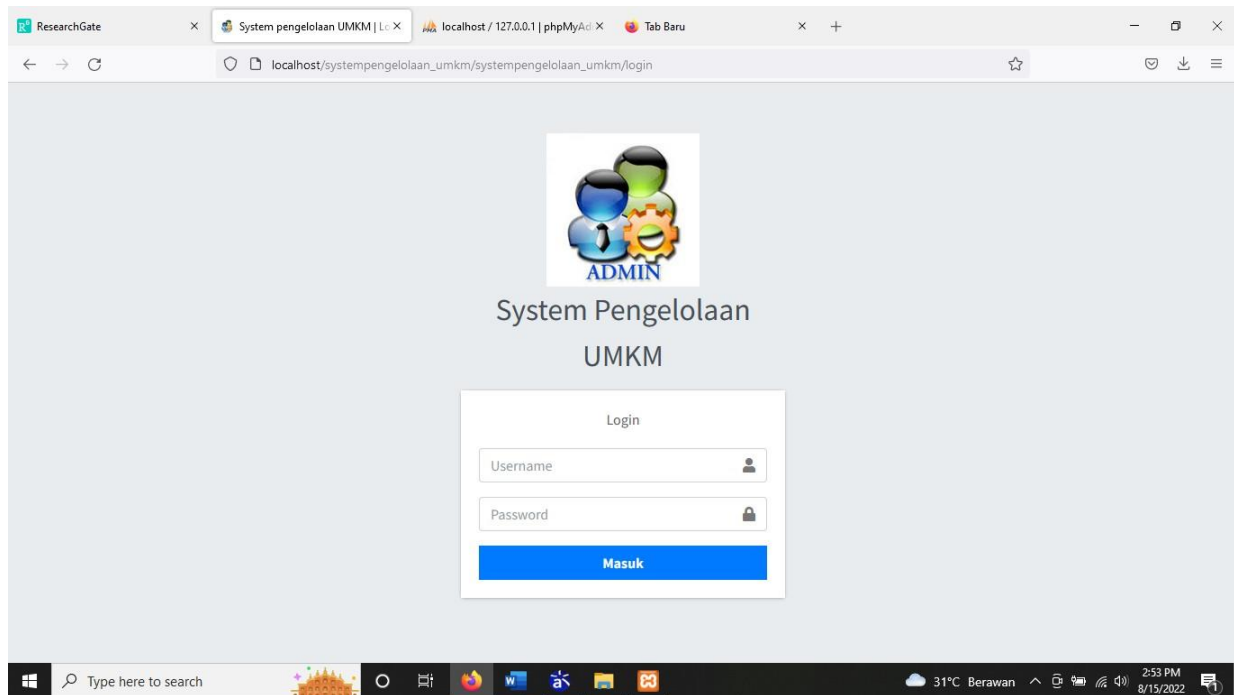 ResearchGate
System pengelolaan UMKM | Lo
localhost / 127.0.0.1 | phpMyAd
Tab Baru
localhost/systempengelolaan_umkm/systempengelolaan_umkm/login
ADMIN
System Pengelolaan
UMKM
Login
Username
Password
Masuk
Type here to search
31°C Berawan
2:53 PM
8/15/2022